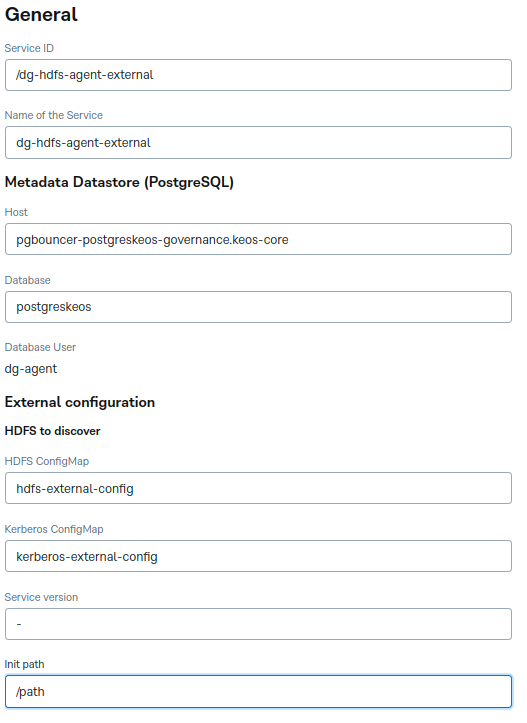 General
Service ID
/dg-hdfs-agent-external
Name of the Service
dg-hdfs-agent-external
Metadata Datastore (PostgreSQL)
Host
pgbouncer-postgreskeos-governance.keos-core
Database
postgreskeos
Database User
dg-agent
External configuration
HDFS to discover
HDFS ConfigMap
hdfs-external-config
Kerberos ConfigMap
kerberos-external-config
Service version
-
Init path
/path